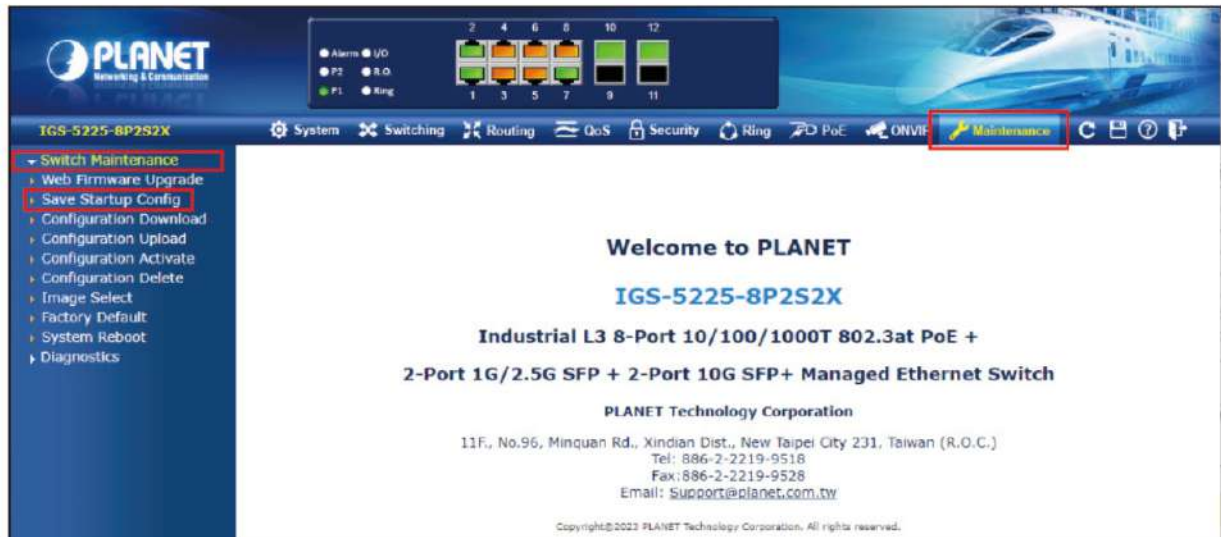 2 4 6 8 10 12
PLANET
Networking & Communication
Alarm I/O
P2 R.O.
P1 Ring
1 3 5 7 9 11
IGS-5225-8P2S2X
System Switching Routing QoS Security Ring PoE ONVIF Maintenance
Switch Maintenance
Web Firmware Upgrade
Save Startup Config
Configuration Download
Configuration Upload
Configuration Activate
Configuration Delete
Image Select
Factory Default
System Reboot
Diagnostics
Welcome to PLANET
IGS-5225-8P2S2X
Industrial L3 8-Port 10/100/1000T 802.3at PoE +
2-Port 1G/2.5G SFP + 2-Port 10G SFP+ Managed Ethernet Switch
PLANET Technology Corporation
11F., No.96, Minquan Rd., Xindian Dist., New Taipei City 231, Taiwan (R.O.C.)
Tel: 886-2-2219-9518
Fax:886-2-2219-9528
Email: Support@planet.com.tw
Copyright©2023 PLANET Technology Corporation. All rights reserved.